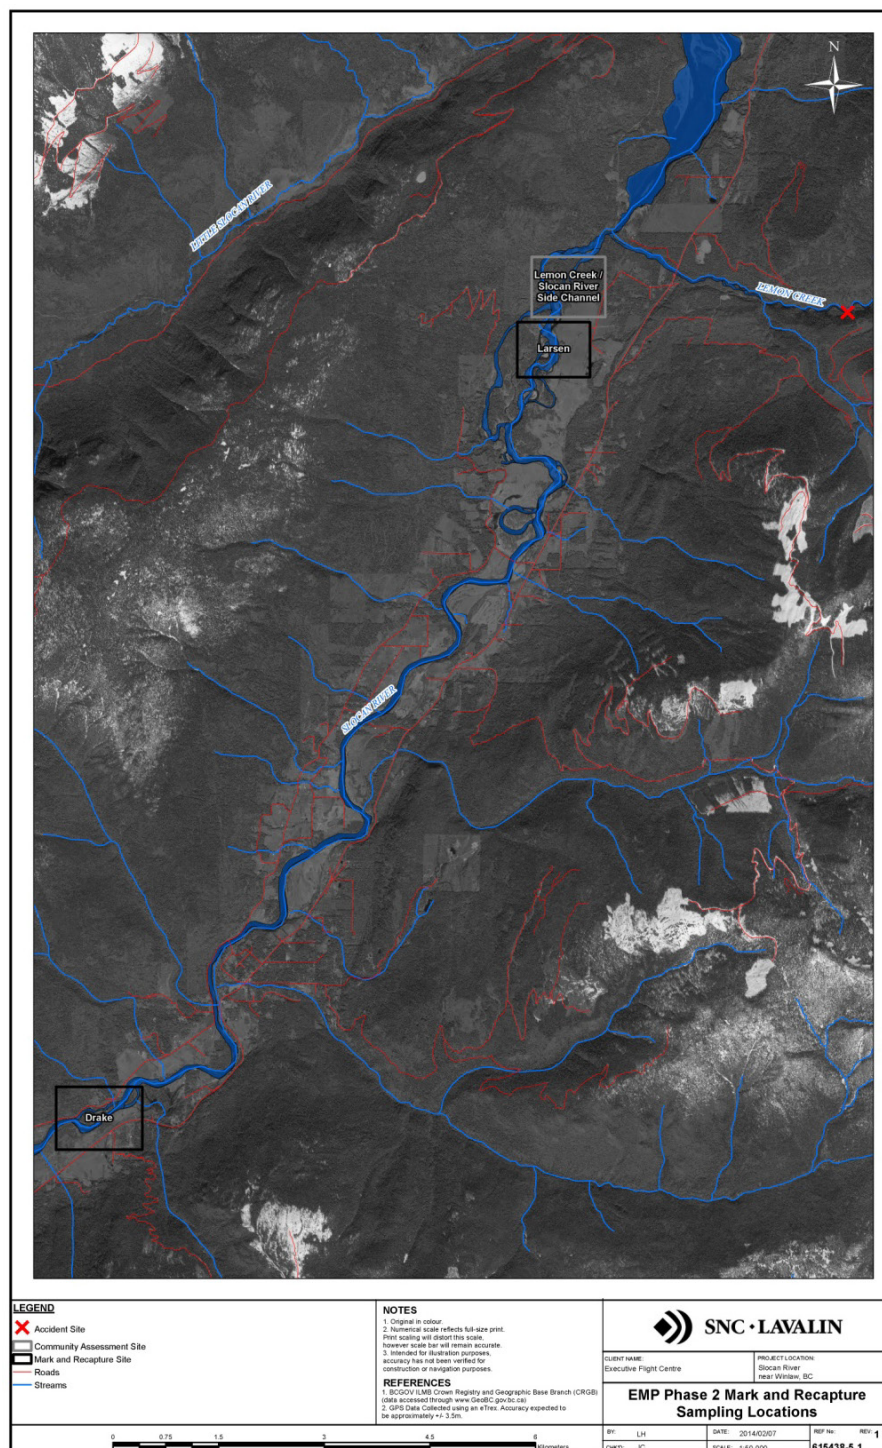 N
LITTLE SLOCAN RIVER
Lemon Creek /
Slocan River
Side Channel
LEMON CREEK
Larsen
SLOCAN RIVER
Drake
LEGEND
Accident Site
Community Assessment Site
Mark and Recapture Site
Roads
Streams
NOTES
1. Original in colour.
2. Numerical scale reflects full-size print.
Print scaling will distort this scale,
however scale bar will remain accurate.
3. Intended for illustration purposes,
accuracy has not been verified for
construction or navigation purposes.
REFERENCES
1. BCGOV ILMB Crown Registry and Geographic Base Branch (CRGB)
(data accessed through www.GeoBC.gov.bc.ca)
2. GPS Data Collected using an eTrex. Accuracy expected to
be approximately +/- 3.5m.
SNC • LAVALIN
CLIENT NAME:
Executive Flight Centre
PROJECT LOCATION:
Slocan River
near Winlaw, BC
EMP Phase 2 Mark and Recapture
Sampling Locations
BY: LH
DATE: 2014/02/07
REF No:
REV: 1
0 0.75 1.5 3 4.5 6
Kilometers
CHKD: JC
SCALE: 1:50,000
615438-5.1